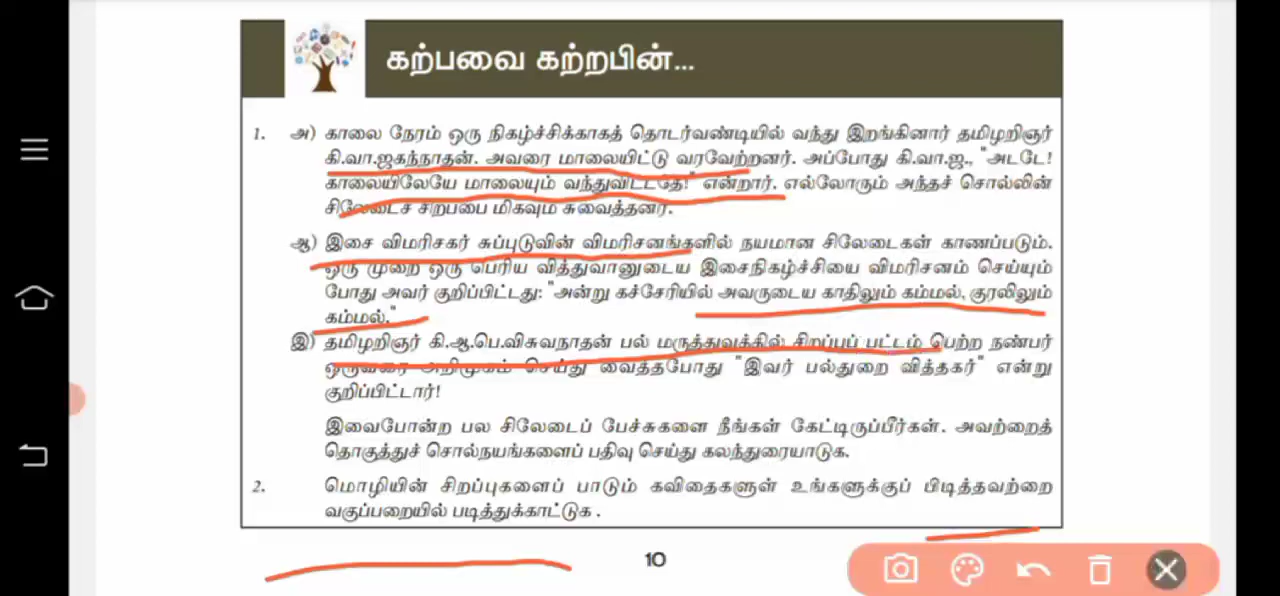 கற்பவை கற்றபின்...
1. அ) காலை நேரம் ஒரு நிகழ்ச்சிக்காகத் தொடர்வண்டியில் வந்து இறங்கினார் தமிழறிஞர்
கி.வா.ஜகந்நாதன். அவரை மாலையிட்டு வரவேற்றனர். அப்போது கி.வா.ஜ., "அடடே!
காலையிலேயே மாலையும் வந்துவிட்டதே!" என்றார். எல்லோரும் அந்தச் சொல்லின்
சிலேடைச் சிறப்பை மிகவும் சுவைத்தனர்.
ஆ) இசை விமரிசகர் சுப்புடுவின் விமரிசனங்களில் நயமான சிலேடைகள் காணப்படும்.
ஒரு முறை ஒரு பெரிய வித்துவானுடைய இசைநிகழ்ச்சியை விமரிசனம் செய்யும்
போது அவர் குறிப்பிட்டது: "அன்று கச்சேரியில் அவருடைய காதிலும் கம்மல், குரலிலும்
கம்மல்."
இ) தமிழறிஞர் கி.ஆ.பெ.விசுவநாதன் பல் மருத்துவத்தில் சிறப்புப் பட்டம் பெற்ற நண்பர்
ஒருவரை அறிமுகம் செய்து வைத்தபோது "இவர் பல்துறை வித்தகர்" என்று
குறிப்பிட்டார்!
இவைபோன்ற பல சிலேடைப் பேச்சுகளை நீங்கள் கேட்டிருப்பீர்கள். அவற்றைத்
தொகுத்துச் சொல்நயங்களைப் பதிவு செய்து கலந்துரையாடுக.
2. மொழியின் சிறப்புகளைப் பாடும் கவிதைகளுள் உங்களுக்குப் பிடித்தவற்றை
வகுப்பறையில் படித்துக்காட்டுக .
10